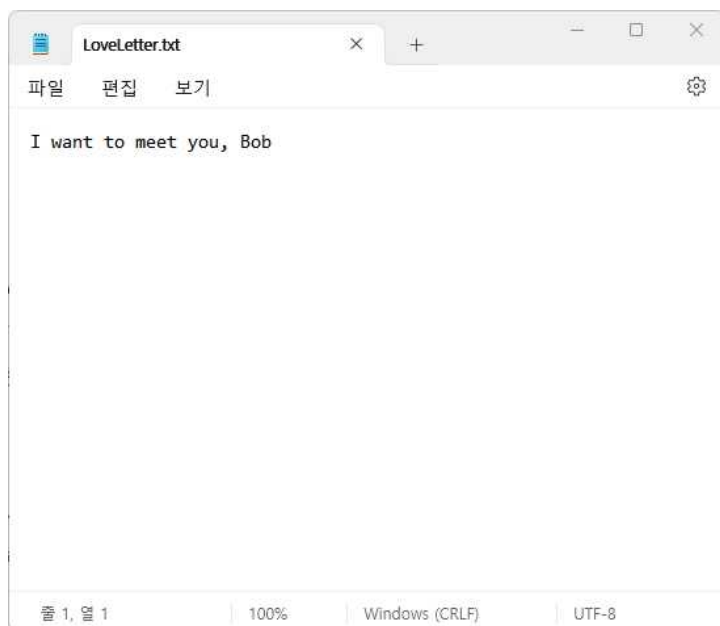 LoveLetter.txt
파일 편집 보기
I want to meet you, Bob
줄 1, 열 1 100% Windows (CRLF) UTF-8